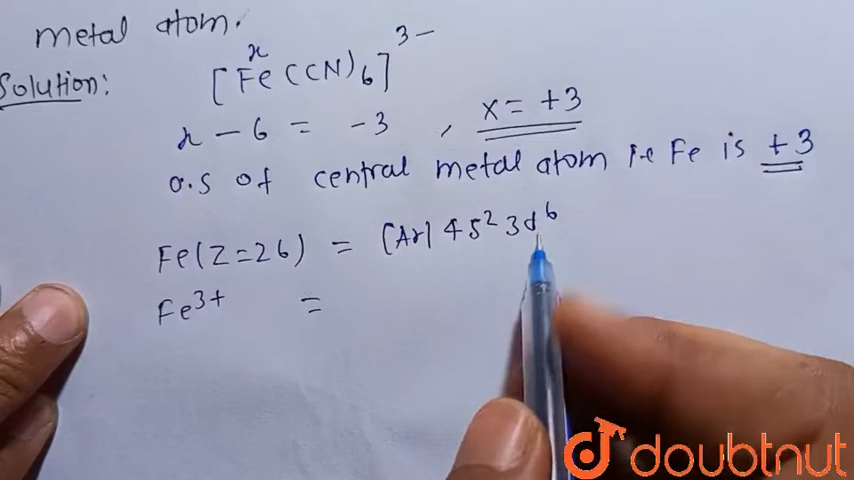 metal atom.
Solution:
x
[Fe(CN)6]3-
x - 6 = -3 , x = +3
O.S of central metal atom i.e Fe is +3
Fe(Z=26) = [Ar] 4s2 3d6
Fe3+ =
doubtnut